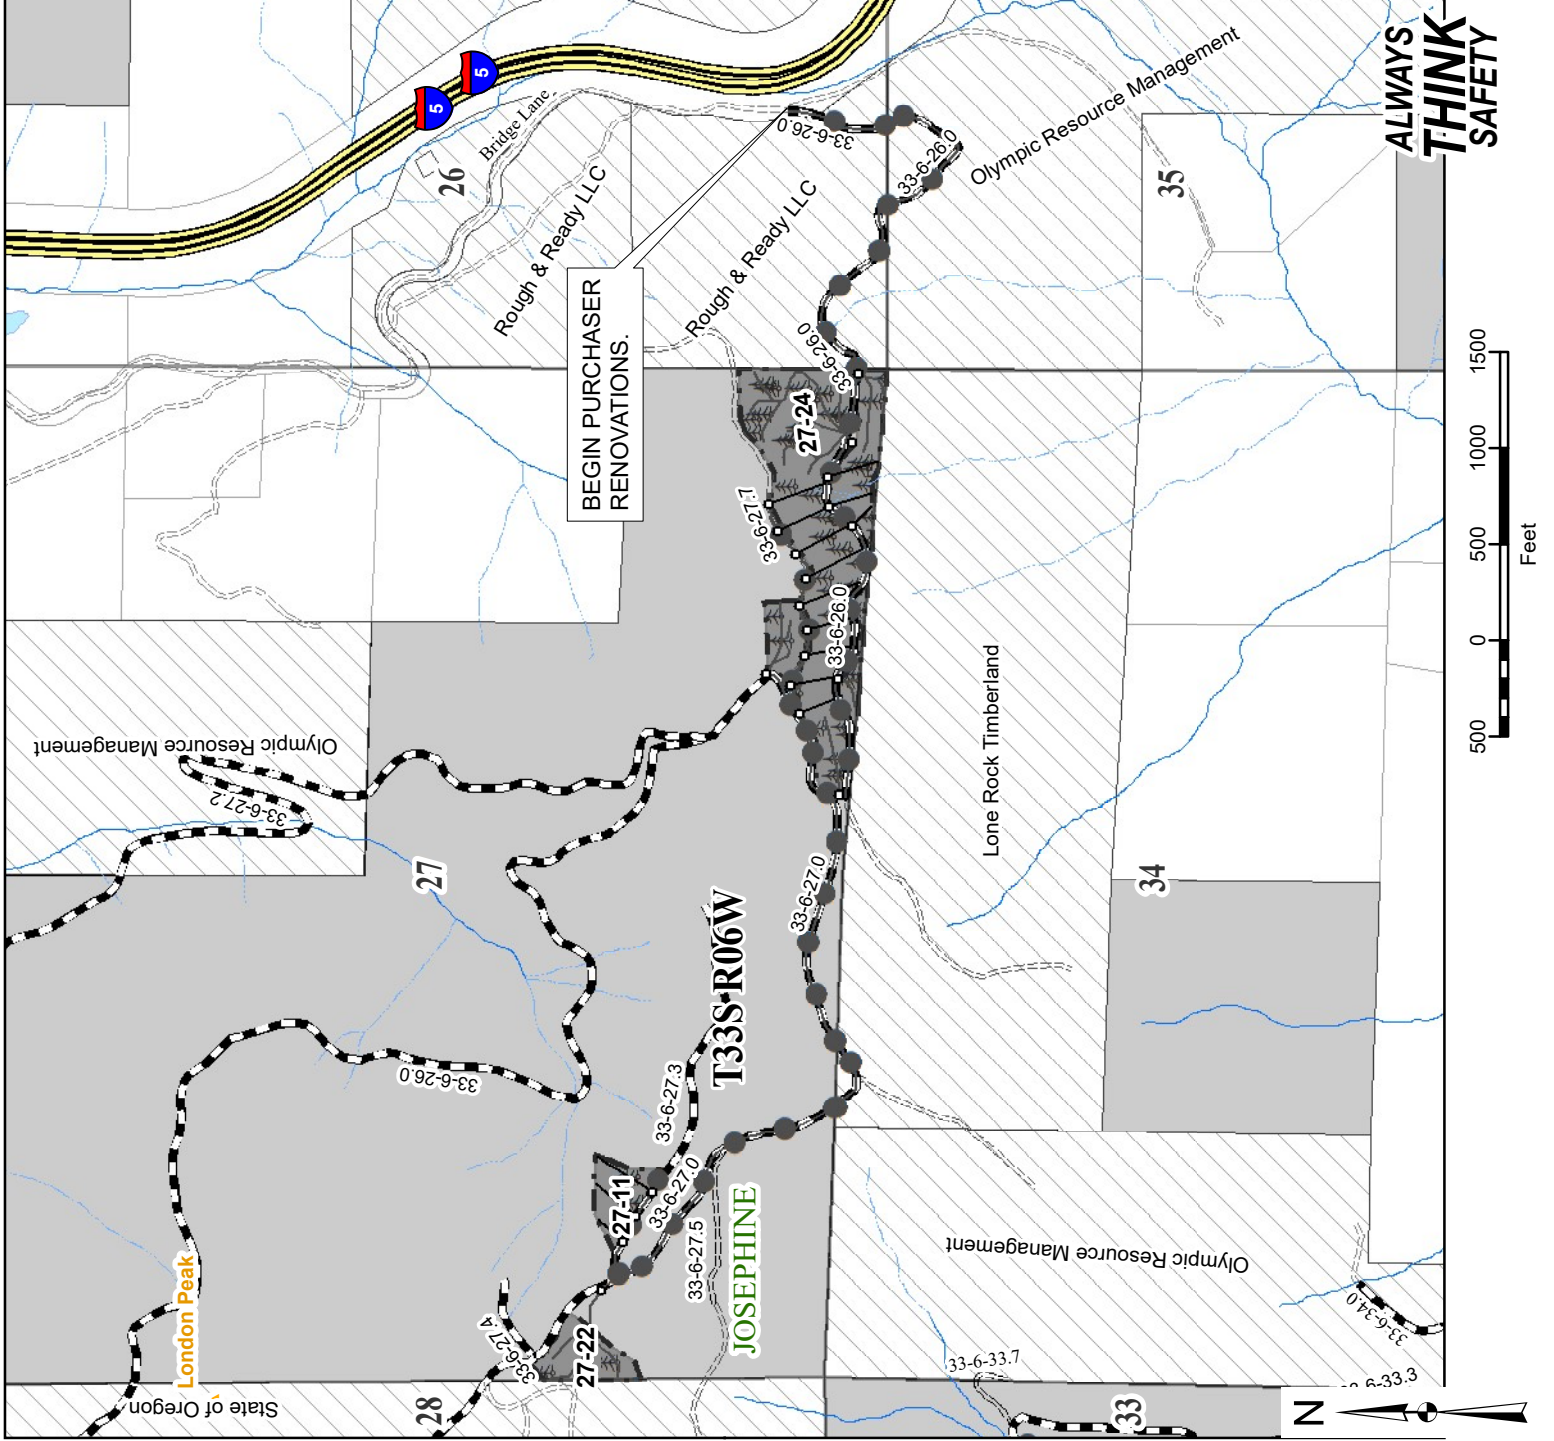 5
5
Bridge Lane
26
Rough & Ready LLC
Rough & Ready LLC
BEGIN PURCHASER
RENOVATIONS.
33-6-26.0
33-6-26.0
Olympic Resource Management
35
ALWAYS
THINK
SAFETY
33-6-26.0
27-24
33-6-27.7
33-6-26.0
Olympic Resource Management
33-6-27.2
27
33-6-27.0
Lone Rock Timberland
34
T33S R06W
33-6-26.0
33-6-27.3
27-11
33-6-27.0
33-6-27.5
JOSEPHINE
London Peak
State of Oregon
28
33-6-27.4
27-22
Olympic Resource Management
33-6-34.0
33-6-33.7
33
6-33.3
N
500 0 500 1000 1500
Feet